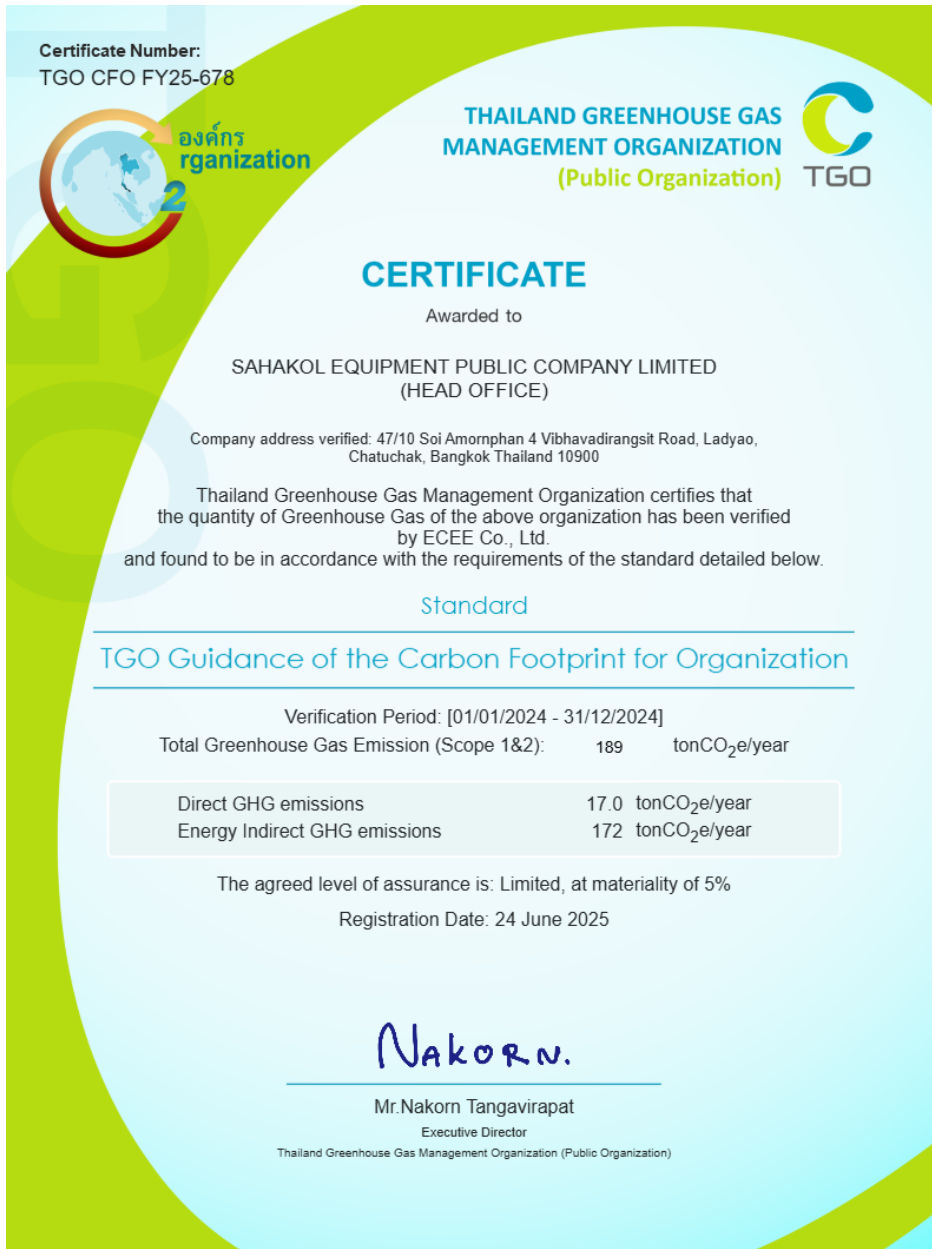 Certificate Number:
TGO CFO FY25-678
องค์กร
rganization
2
THAILAND GREENHOUSE GAS
MANAGEMENT ORGANIZATION
(Public Organization)
TGO
CERTIFICATE
Awarded to
SAHAKOL EQUIPMENT PUBLIC COMPANY LIMITED
(HEAD OFFICE)
Company address verified: 47/10 Soi Amornphan 4 Vibhavadirangsit Road, Ladyao,
Chatuchak, Bangkok Thailand 10900
Thailand Greenhouse Gas Management Organization certifies that
the quantity of Greenhouse Gas of the above organization has been verified
by ECEE Co., Ltd.
and found to be in accordance with the requirements of the standard detailed below.
Standard
TGO Guidance of the Carbon Footprint for Organization
Verification Period: [01/01/2024 - 31/12/2024]
Total Greenhouse Gas Emission (Scope 1&2): 189 tonCO₂e/year
Direct GHG emissions 17.0 tonCO₂e/year
Energy Indirect GHG emissions 172 tonCO₂e/year
The agreed level of assurance is: Limited, at materiality of 5%
Registration Date: 24 June 2025
NAKORN.
Mr.Nakorn Tangavirapat
Executive Director
Thailand Greenhouse Gas Management Organization (Public Organization)
TGO